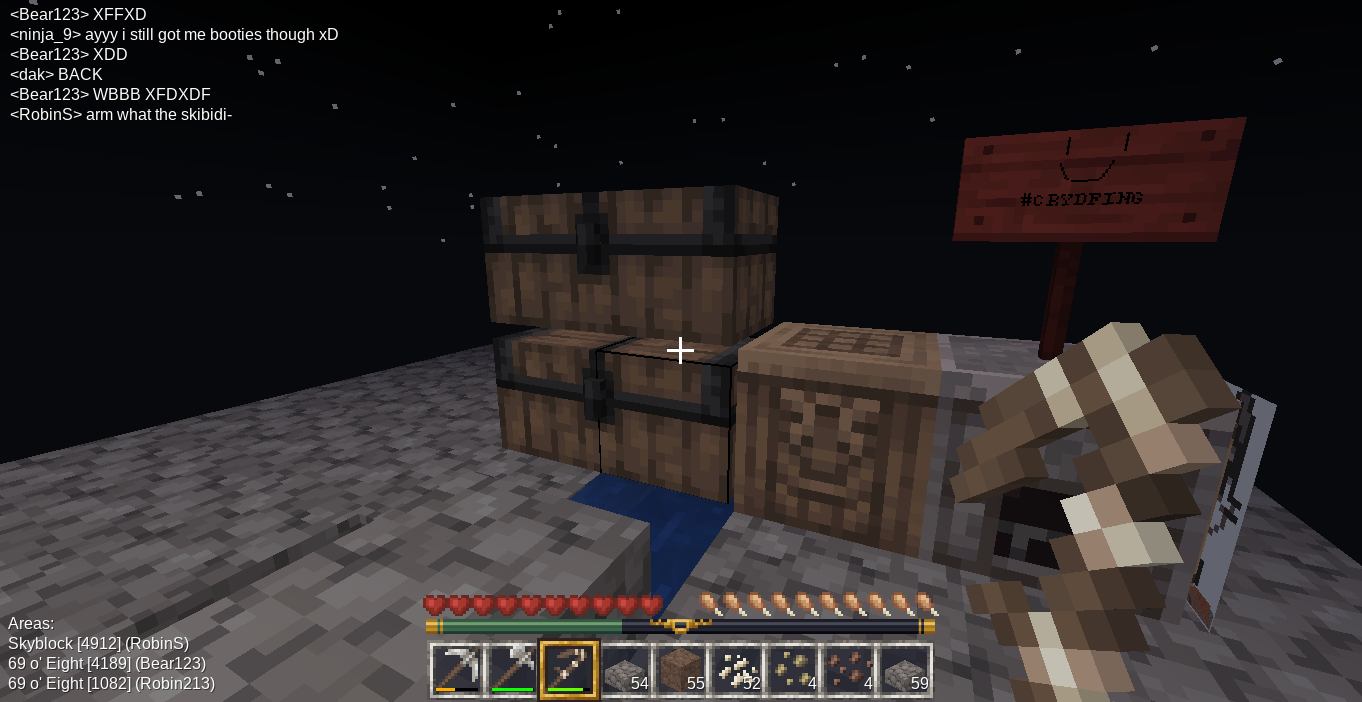 <Bear123> XFFXD
<ninja_9> ayyy i still got me booties though xD
<Bear123> XDD
<dak> BACK
<Bear123> WBBB XFDXDF
<RobinS> arm what the skibidi-
#CRYDFING
Areas:
Skyblock [4912] (RobinS)
69 o' Eight [4189] (Bear123)
69 o' Eight [1082] (Robin213)
54 55 52 4 4 59